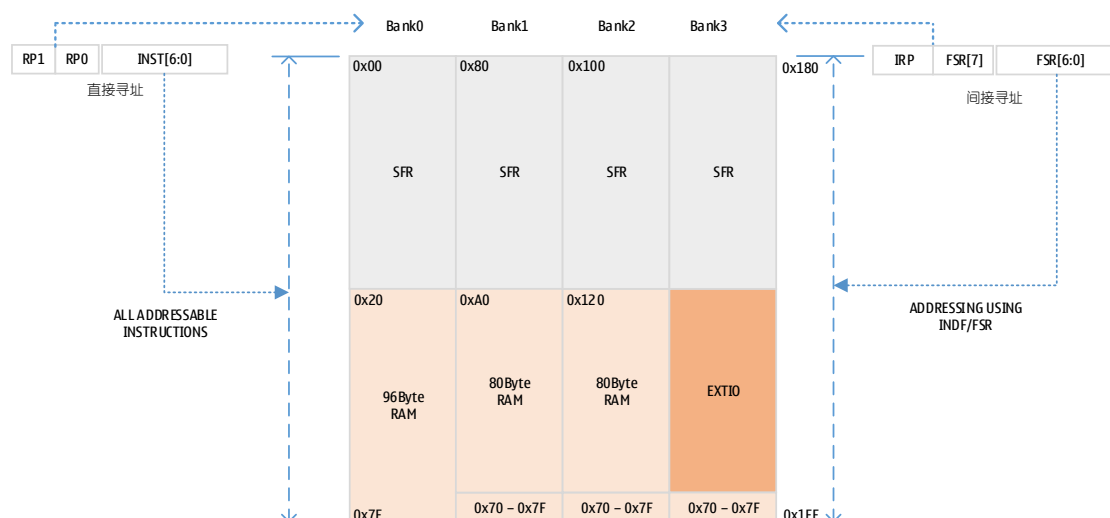 Bank0 Bank1 Bank2 Bank3
RP1 RP0 INST[6:0]
IRP FSR[7] FSR[6:0]
直接寻址
间接寻址
0x00 0x80 0x100 0x180
SFR SFR SFR SFR
0x20 0xA0 0x120
ALL ADDRESSABLE
INSTRUCTIONS
ADDRESSING USING
INDF/FSR
96Byte
RAM
80Byte
RAM
80Byte
RAM
EXTIO
0x70 – 0x7F 0x70 – 0x7F 0x70 – 0x7F
0x7F 0x1FF